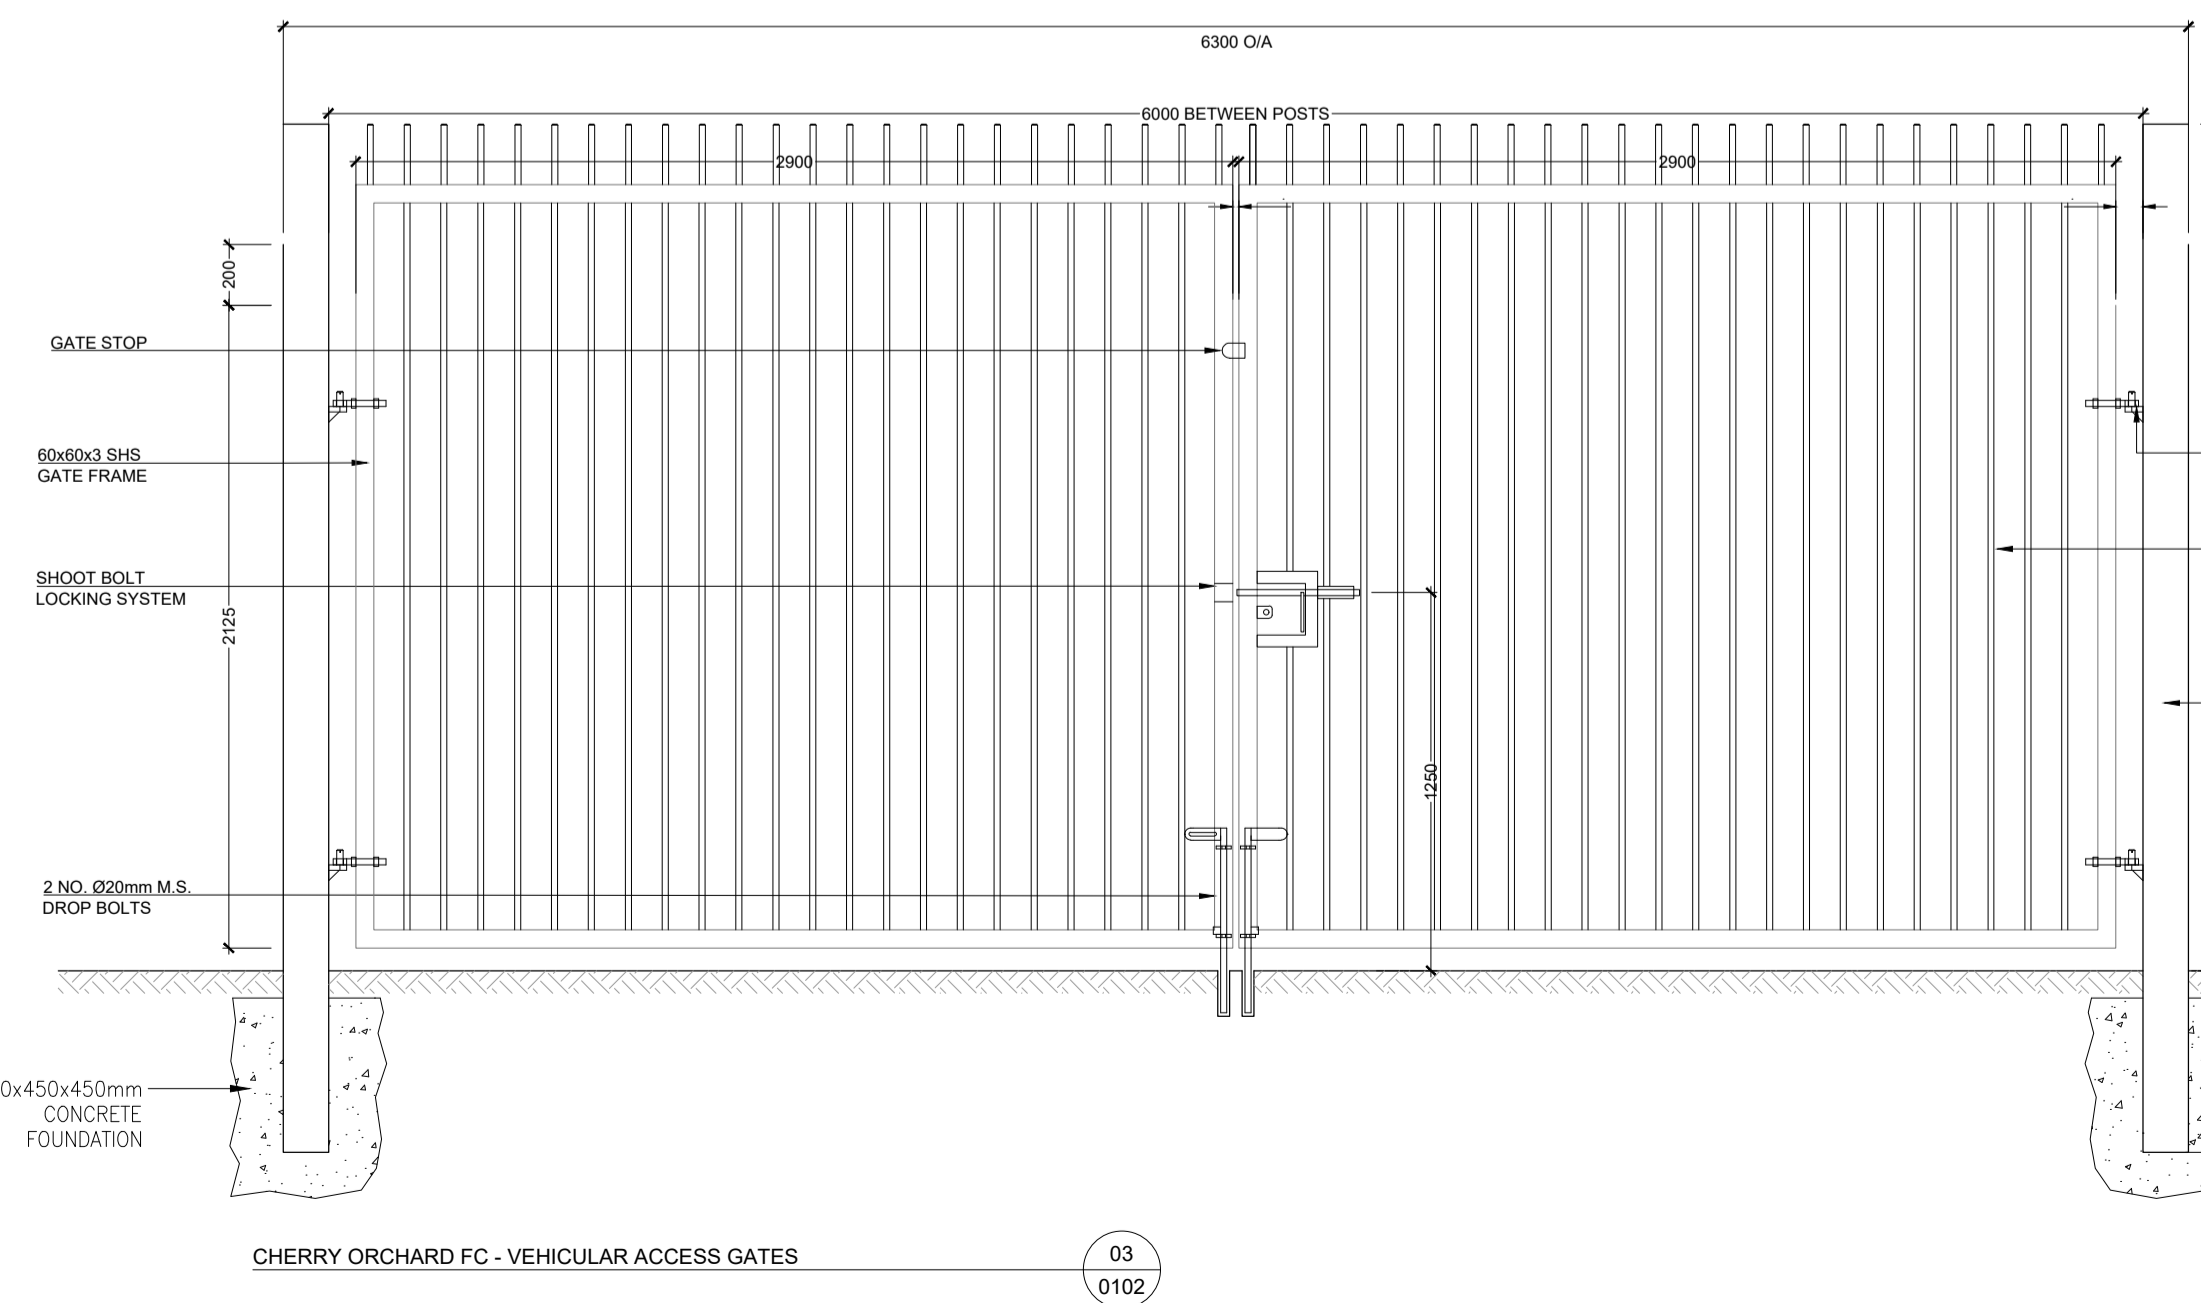 6300 O/A
6000 BETWEEN POSTS
2900
2900
200
GATE STOP
60x60x3 SHS
GATE FRAME
SHOOT BOLT
LOCKING SYSTEM
2125
1250
2 NO. Ø20mm M.S.
DROP BOLTS
0x450x450mm
CONCRETE
FOUNDATION
CHERRY ORCHARD FC - VEHICULAR ACCESS GATES
03
0102